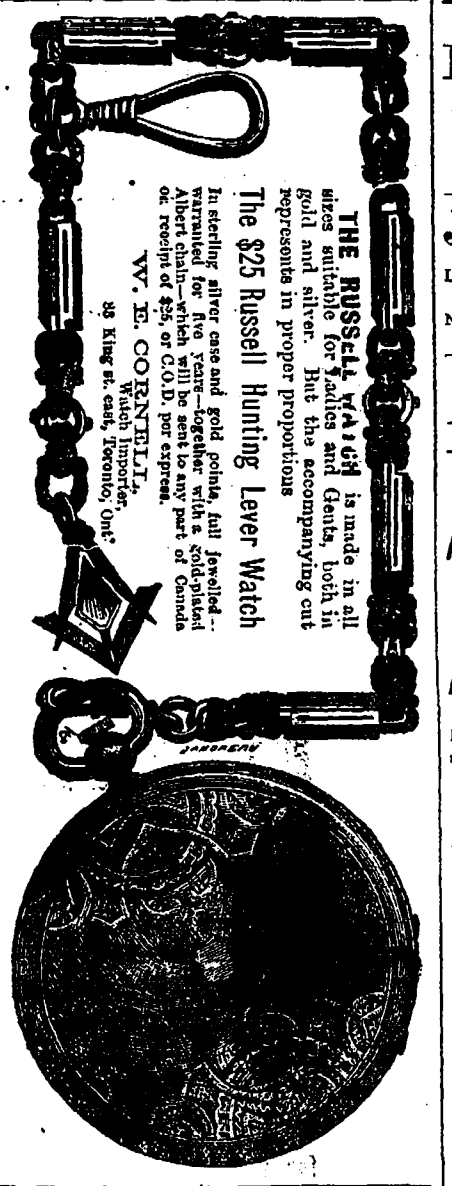 THE RUSSELL WATCH is made in all
sizes suitable for Ladies and Gents, both in
gold and silver. But the accompanying cut
represents in proper proportions
The $25 Russell Hunting Lever Watch
In sterling silver case and gold points, full jewelled--
warranted for five years--together with a gold-plated
Albert chain--which will be sent to any part of Canada
on receipt of $25, or C.O.D. per express.
W. E. CORNELL,
Watch Importer,
83 King st. east, Toronto, Ont.